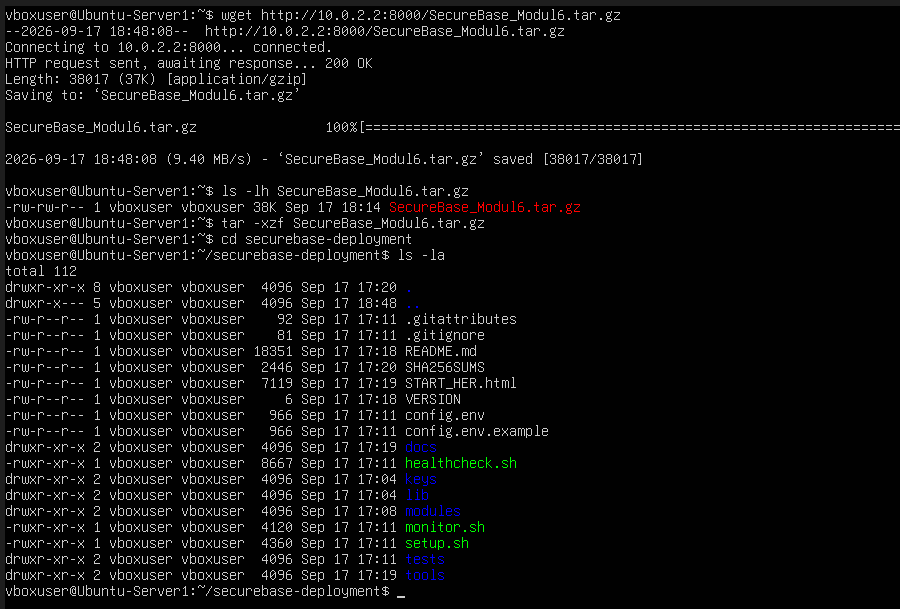 vboxuser@Ubuntu-Server1:~$ wget http://10.0.2.2:8000/SecureBase_Modul6.tar.gz
--2026-09-17 18:48:08--  http://10.0.2.2:8000/SecureBase_Modul6.tar.gz
Connecting to 10.0.2.2:8000... connected.
HTTP request sent, awaiting response... 200 OK
Length: 38017 (37K) [application/gzip]
Saving to: ‘SecureBase_Modul6.tar.gz’
SecureBase_Modul6.tar.gz                100%[====================================================================
2026-09-17 18:48:08 (9.40 MB/s) - ‘SecureBase_Modul6.tar.gz’ saved [38017/38017]
vboxuser@Ubuntu-Server1:~$ ls -lh SecureBase_Modul6.tar.gz
-rw-rw-r-- 1 vboxuser vboxuser 38K Sep 17 18:14 SecureBase_Modul6.tar.gz
vboxuser@Ubuntu-Server1:~$ tar -xzf SecureBase_Modul6.tar.gz
vboxuser@Ubuntu-Server1:~$ cd securebase-deployment
vboxuser@Ubuntu-Server1:~/securebase-deployment$ ls -la
total 112
drwxr-xr-x 8 vboxuser vboxuser  4096 Sep 17 17:20 .
drwxr-x--- 5 vboxuser vboxuser  4096 Sep 17 18:48 ..
-rw-r--r-- 1 vboxuser vboxuser    92 Sep 17 17:11 .gitattributes
-rw-r--r-- 1 vboxuser vboxuser    81 Sep 17 17:11 .gitignore
-rw-r--r-- 1 vboxuser vboxuser 18351 Sep 17 17:18 README.md
-rw-r--r-- 1 vboxuser vboxuser  2446 Sep 17 17:20 SHA256SUMS
-rw-r--r-- 1 vboxuser vboxuser  7119 Sep 17 17:19 START_HER.html
-rw-r--r-- 1 vboxuser vboxuser     6 Sep 17 17:18 VERSION
-rw-r--r-- 1 vboxuser vboxuser   966 Sep 17 17:11 config.env
-rw-r--r-- 1 vboxuser vboxuser   966 Sep 17 17:11 config.env.example
drwxr-xr-x 2 vboxuser vboxuser  4096 Sep 17 17:19 docs
-rwxr-xr-x 1 vboxuser vboxuser  8667 Sep 17 17:11 healthcheck.sh
drwxr-xr-x 2 vboxuser vboxuser  4096 Sep 17 17:04 keys
drwxr-xr-x 2 vboxuser vboxuser  4096 Sep 17 17:04 lib
drwxr-xr-x 2 vboxuser vboxuser  4096 Sep 17 17:08 modules
-rwxr-xr-x 1 vboxuser vboxuser  4120 Sep 17 17:11 monitor.sh
-rwxr-xr-x 1 vboxuser vboxuser  4360 Sep 17 17:11 setup.sh
drwxr-xr-x 2 vboxuser vboxuser  4096 Sep 17 17:11 tests
drwxr-xr-x 2 vboxuser vboxuser  4096 Sep 17 17:19 tools
vboxuser@Ubuntu-Server1:~/securebase-deployment$ _